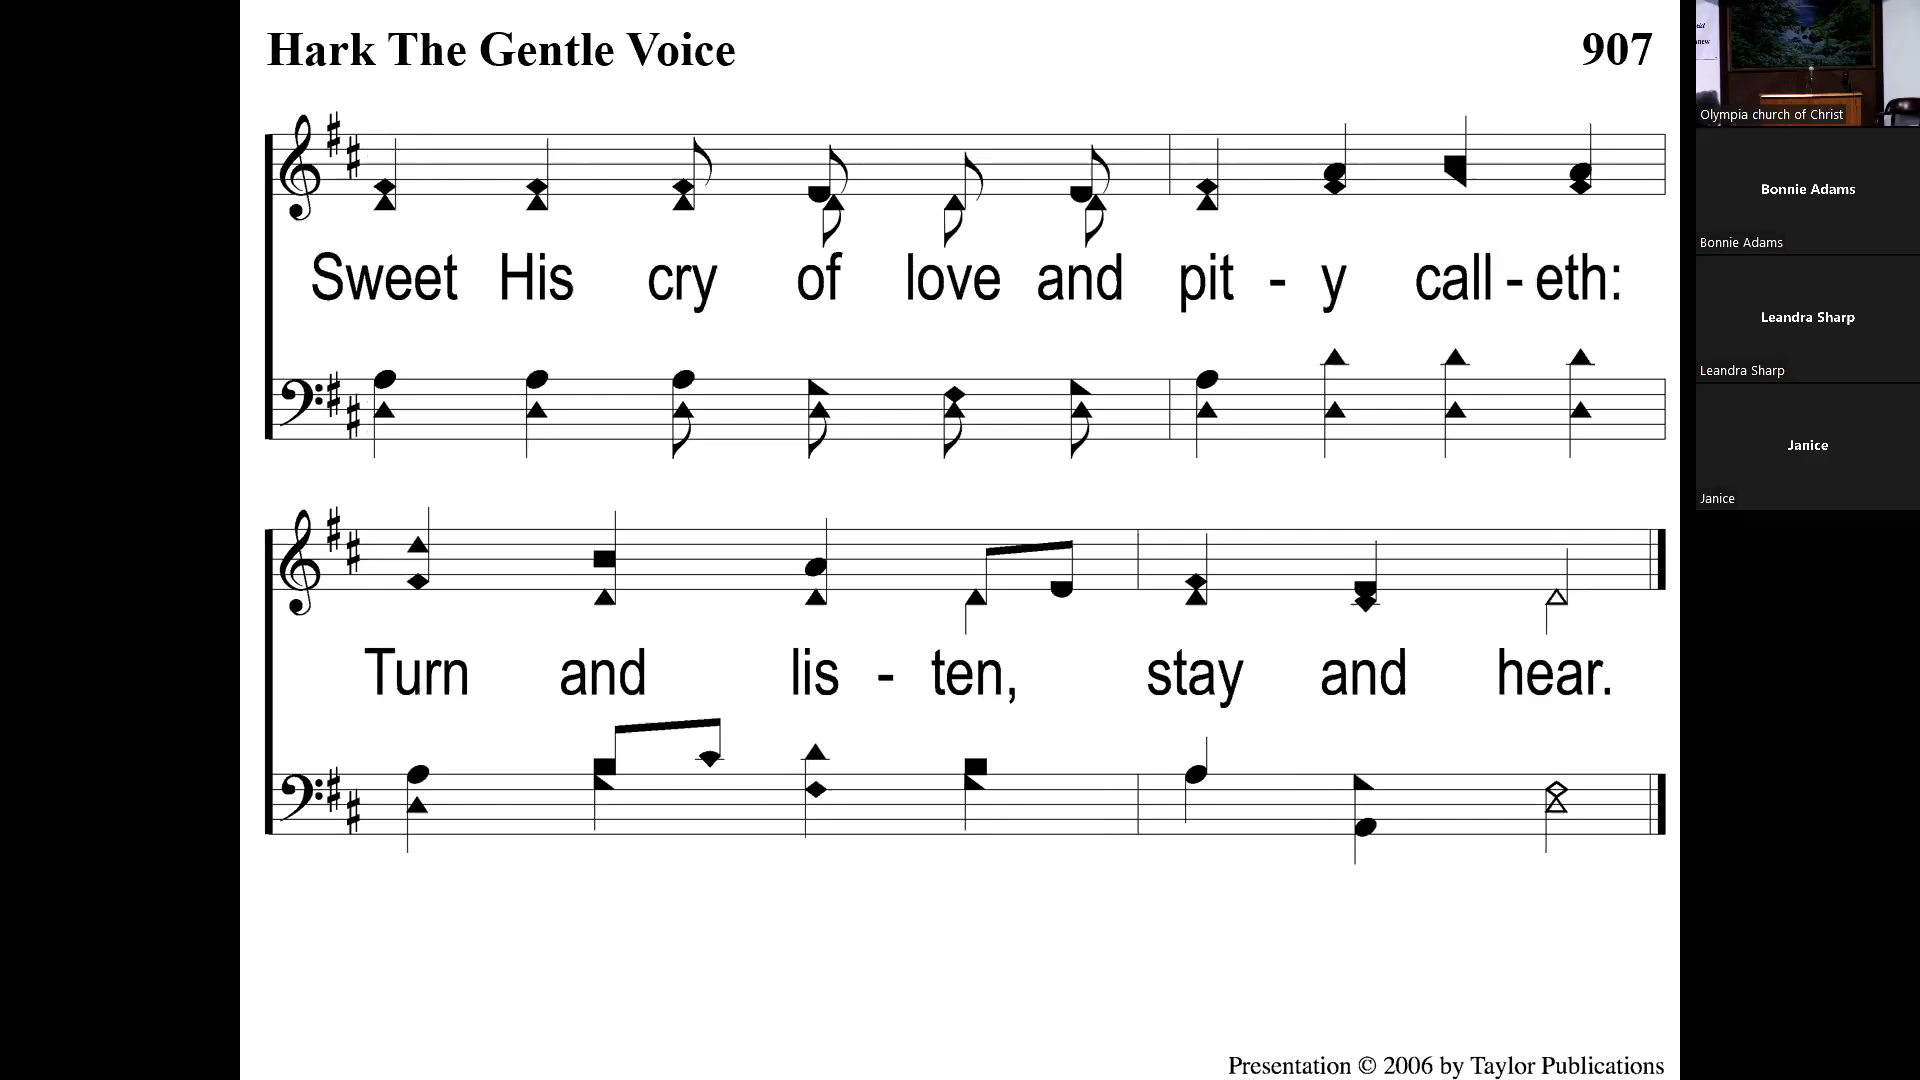 Hark The Gentle Voice 907
Sweet His cry of love and pit - y call - eth:
Turn and lis - ten, stay and hear.
Presentation © 2006 by Taylor Publications
Olympia church of Christ
Bonnie Adams
Bonnie Adams
Leandra Sharp
Leandra Sharp
Janice
Janice